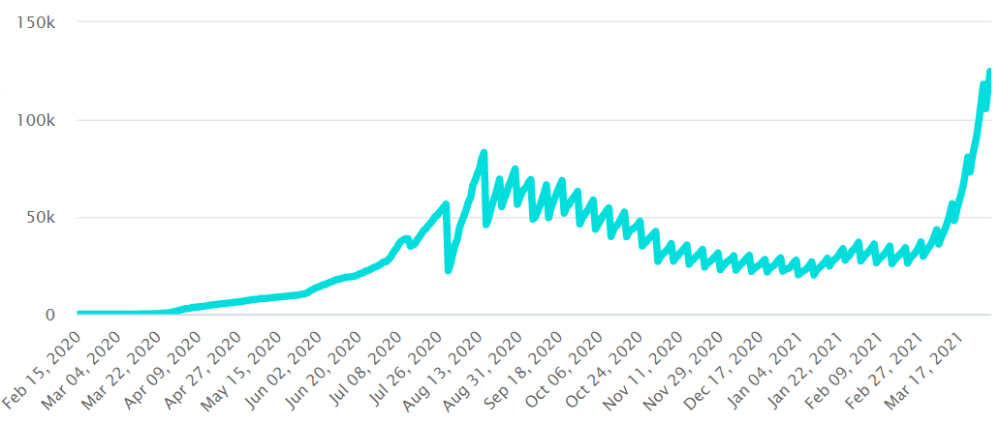 150k
100k
50k
0
Feb 15, 2020
Mar 04, 2020
Mar 22, 2020
Apr 09, 2020
Apr 27, 2020
May 15, 2020
Jun 02, 2020
Jun 20, 2020
Jul 08, 2020
Jul 26, 2020
Aug 13, 2020
Aug 31, 2020
Sep 18, 2020
Oct 06, 2020
Oct 24, 2020
Nov 11, 2020
Nov 29, 2020
Dec 17, 2020
Jan 04, 2021
Jan 22, 2021
Feb 09, 2021
Feb 27, 2021
Mar 17, 2021